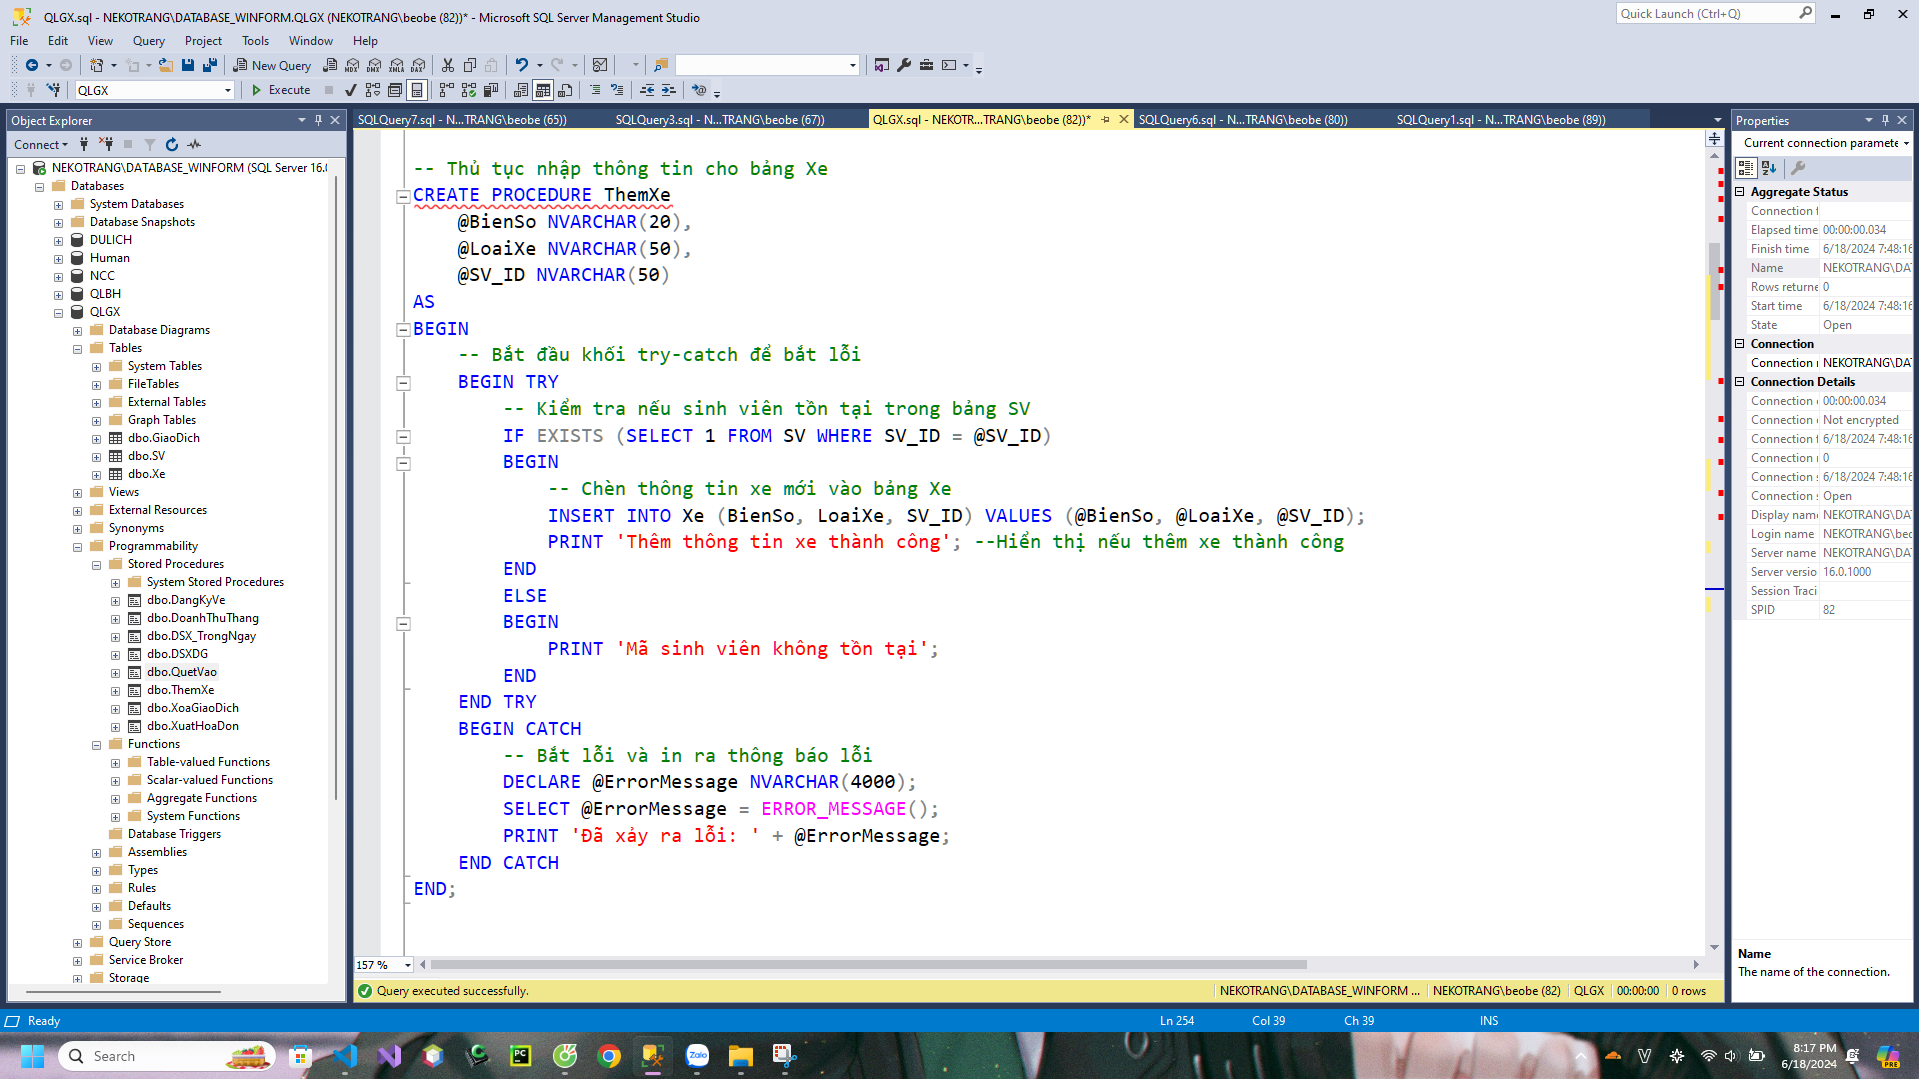 QLGX.sql - NEKOTRANG\DATABASE_WINFORM.QLGX (NEKOTRANG\beobe (82))* - Microsoft SQL Server Management Studio
Quick Launch (Ctrl+Q)
File Edit View Query Project Tools Window Help
New Query
MDX DMX XMLA DAX
QLGX
Execute
Object Explorer
Connect
NEKOTRANG\DATABASE_WINFORM (SQL Server 16.0
Databases
System Databases
Database Snapshots
DULICH
Human
NCC
QLBH
QLGX
Database Diagrams
Tables
System Tables
FileTables
External Tables
Graph Tables
dbo.GiaoDich
dbo.SV
dbo.Xe
Views
External Resources
Synonyms
Programmability
Stored Procedures
System Stored Procedures
dbo.DangKyVe
dbo.DoanhThuThang
dbo.DSX_TrongNgay
dbo.DSXDG
dbo.QuetVao
dbo.ThemXe
dbo.XoaGiaoDich
dbo.XuatHoaDon
Functions
Table-valued Functions
Scalar-valued Functions
Aggregate Functions
System Functions
Database Triggers
Assemblies
Types
Rules
Defaults
Sequences
Query Store
Service Broker
Storage
SQLQuery7.sql - N...TRANG\beobe (65)) SQLQuery3.sql - N...TRANG\beobe (67)) QLGX.sql - NEKOTR...TRANG\beobe (82))* SQLQuery6.sql - N...TRANG\beobe (80)) SQLQuery1.sql - N...TRANG\beobe (89))
-- Thủ tục nhập thông tin cho bảng Xe
CREATE PROCEDURE ThemXe
@BienSo NVARCHAR(20),
@LoaiXe NVARCHAR(50),
@SV_ID NVARCHAR(50)
AS
BEGIN
-- Bắt đầu khối try-catch để bắt lỗi
BEGIN TRY
-- Kiểm tra nếu sinh viên tồn tại trong bảng SV
IF EXISTS (SELECT 1 FROM SV WHERE SV_ID = @SV_ID)
BEGIN
-- Chèn thông tin xe mới vào bảng Xe
INSERT INTO Xe (BienSo, LoaiXe, SV_ID) VALUES (@BienSo, @LoaiXe, @SV_ID);
PRINT 'Thêm thông tin xe thành công'; --Hiển thị nếu thêm xe thành công
END
ELSE
BEGIN
PRINT 'Mã sinh viên không tồn tại';
END
END TRY
BEGIN CATCH
-- Bắt lỗi và in ra thông báo lỗi
DECLARE @ErrorMessage NVARCHAR(4000);
SELECT @ErrorMessage = ERROR_MESSAGE();
PRINT 'Đã xảy ra lỗi: ' + @ErrorMessage;
END CATCH
END;
157 %
Query executed successfully.
NEKOTRANG\DATABASE_WINFORM ... NEKOTRANG\beobe (82) QLGX 00:00:00 0 rows
Properties
Current connection paramete
Aggregate Status
Connection f
Elapsed time 00:00:00.034
Finish time 6/18/2024 7:48:16
Name NEKOTRANG\DA
Rows returne 0
Start time 6/18/2024 7:48:16
State Open
Connection
Connection NEKOTRANG\DA
Connection Details
Connection 00:00:00.034
Connection Not encrypted
Connection f 6/18/2024 7:48:16
Connection i 0
Connection s 6/18/2024 7:48:16
Connection s Open
Display name NEKOTRANG\DA
Login name NEKOTRANG\bec
Server name NEKOTRANG\DA
Server versio 16.0.1000
Session Traci
SPID 82
Name
The name of the connection.
Ready
Ln 254 Col 39 Ch 39 INS
Search
PC
Zalo
8:17 PM
6/18/2024
PRE